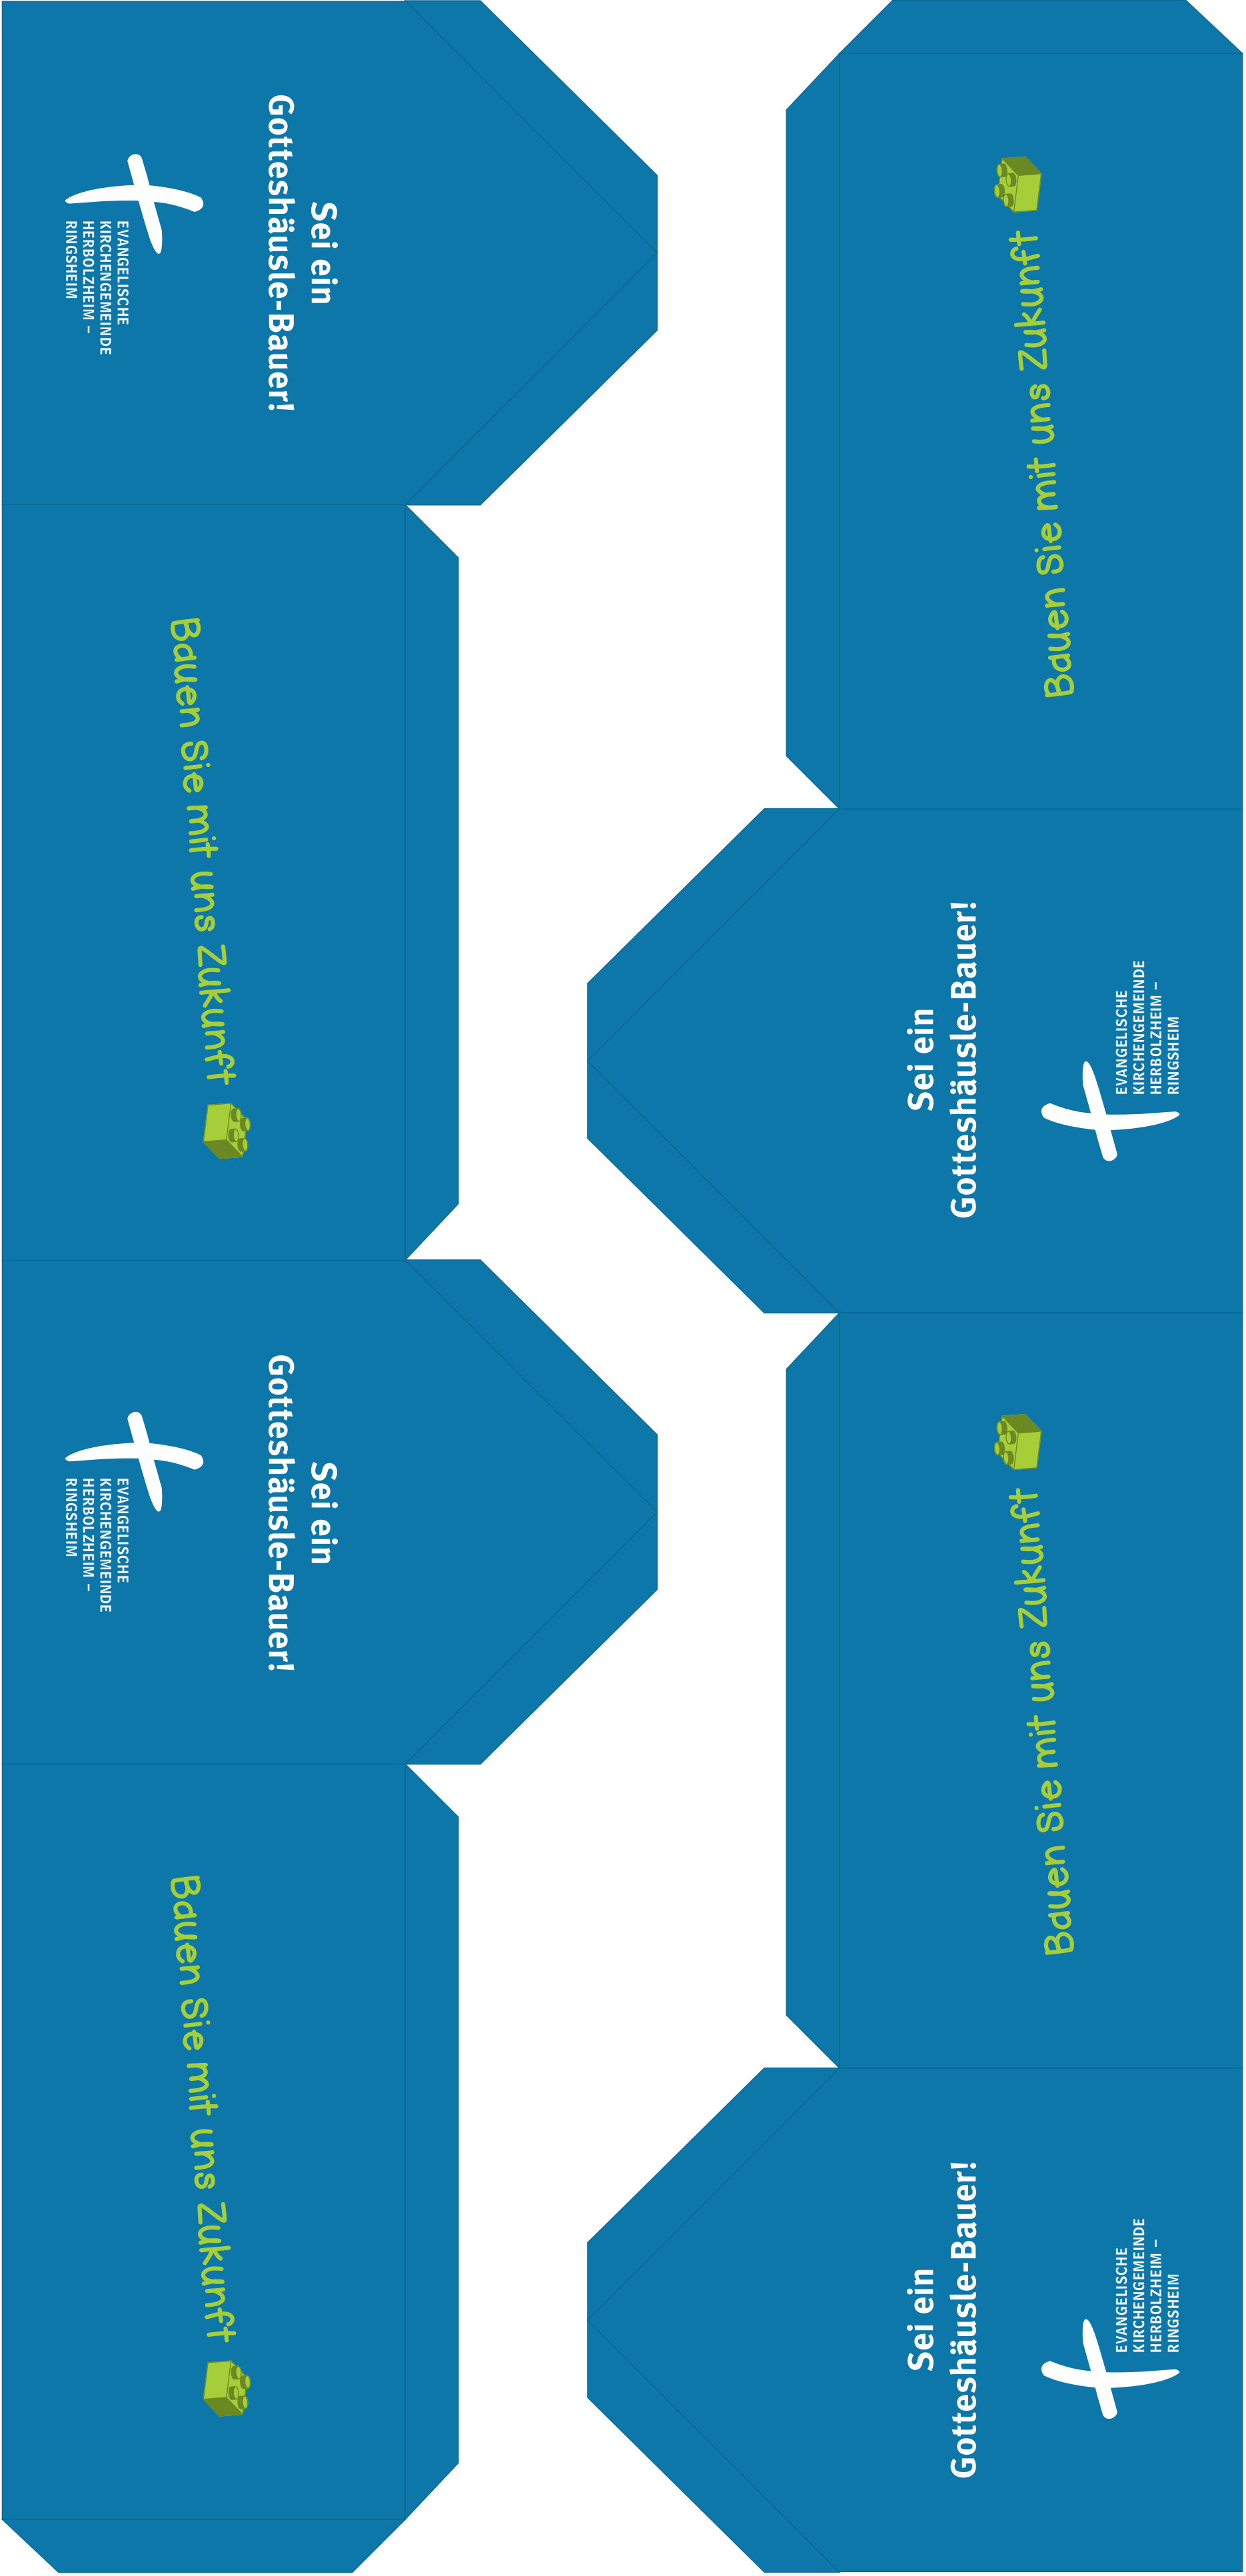 Sei ein
Gotteshäusle-Bauer!
EVANGELISCHE
KIRCHENGEMEINDE
HERBOLZHEIM –
RINGSHEIM
Bauen Sie mit uns Zukunft
Sei ein
Gotteshäusle-Bauer!
EVANGELISCHE
KIRCHENGEMEINDE
HERBOLZHEIM –
RINGSHEIM
Bauen Sie mit uns Zukunft
Bauen Sie mit uns Zukunft
Sei ein
Gotteshäusle-Bauer!
EVANGELISCHE
KIRCHENGEMEINDE
HERBOLZHEIM –
RINGSHEIM
Bauen Sie mit uns Zukunft
Sei ein
Gotteshäusle-Bauer!
EVANGELISCHE
KIRCHENGEMEINDE
HERBOLZHEIM –
RINGSHEIM